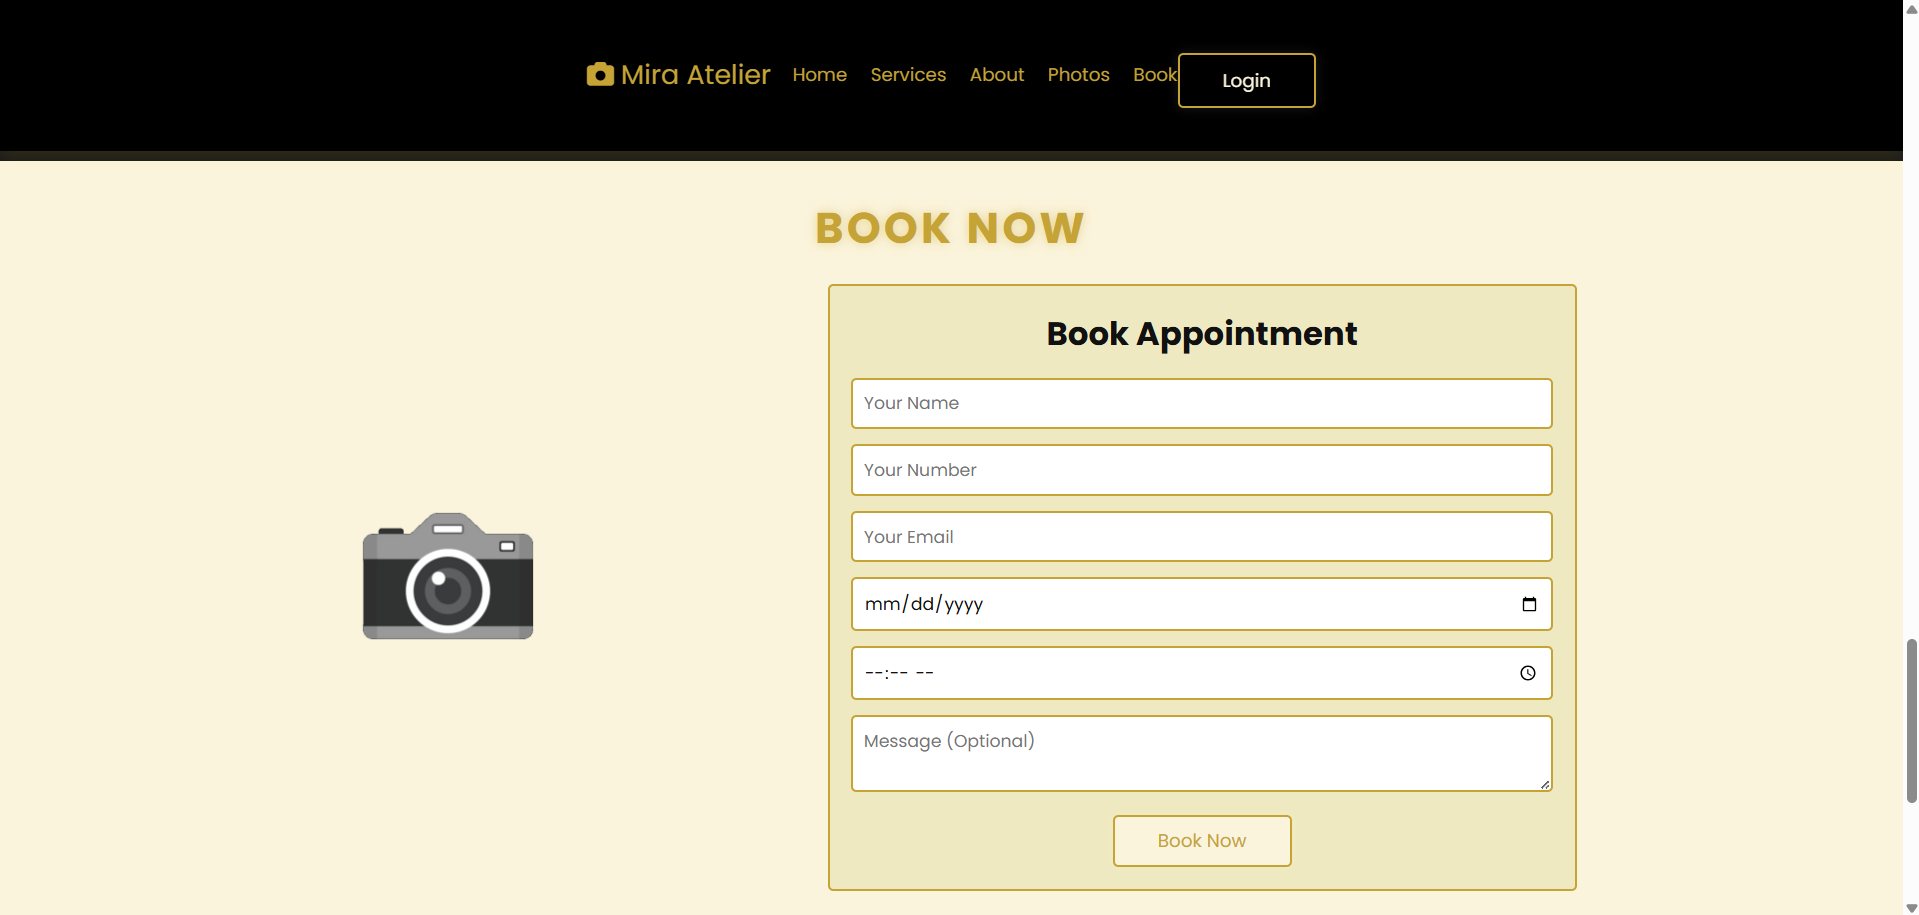 Mira Atelier Home Services About Photos Book Login
BOOK NOW
Book Appointment
Your Name
Your Number
Your Email
mm/dd/yyyy
--:-- --
Message (Optional)
Book Now